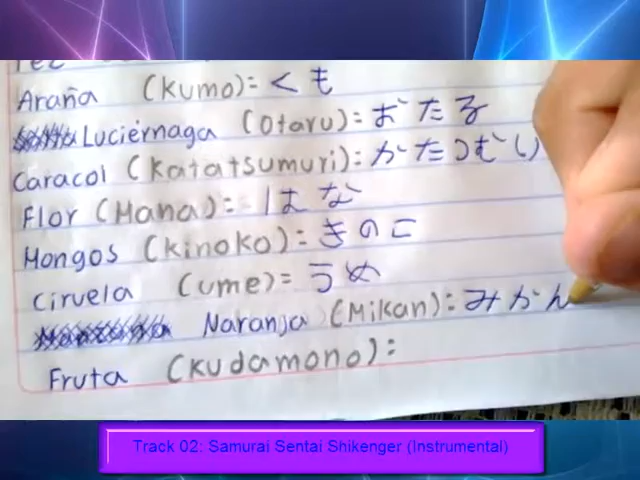 Araña (Kumo): くも
Luciérnaga (Otaru): おたる
Caracol (Katatsumuri): かたつむり
Flor (Hana): はな
Hongos (Kinoko): きのこ
Ciruela (ume): うめ
Naranja (Mikan): みかん
Fruta (Kudamono):
Track 02: Samurai Sentai Shikenger (Instrumental)